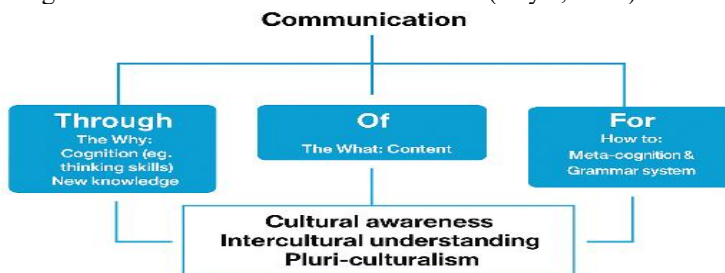 Communication
Through
The Why:
Cognition (eg.
thinking skills)
New knowledge
Of
The What: Content
For
How to:
Meta-cognition &
Grammar system
Cultural awareness
Intercultural understanding
Pluri-culturalism